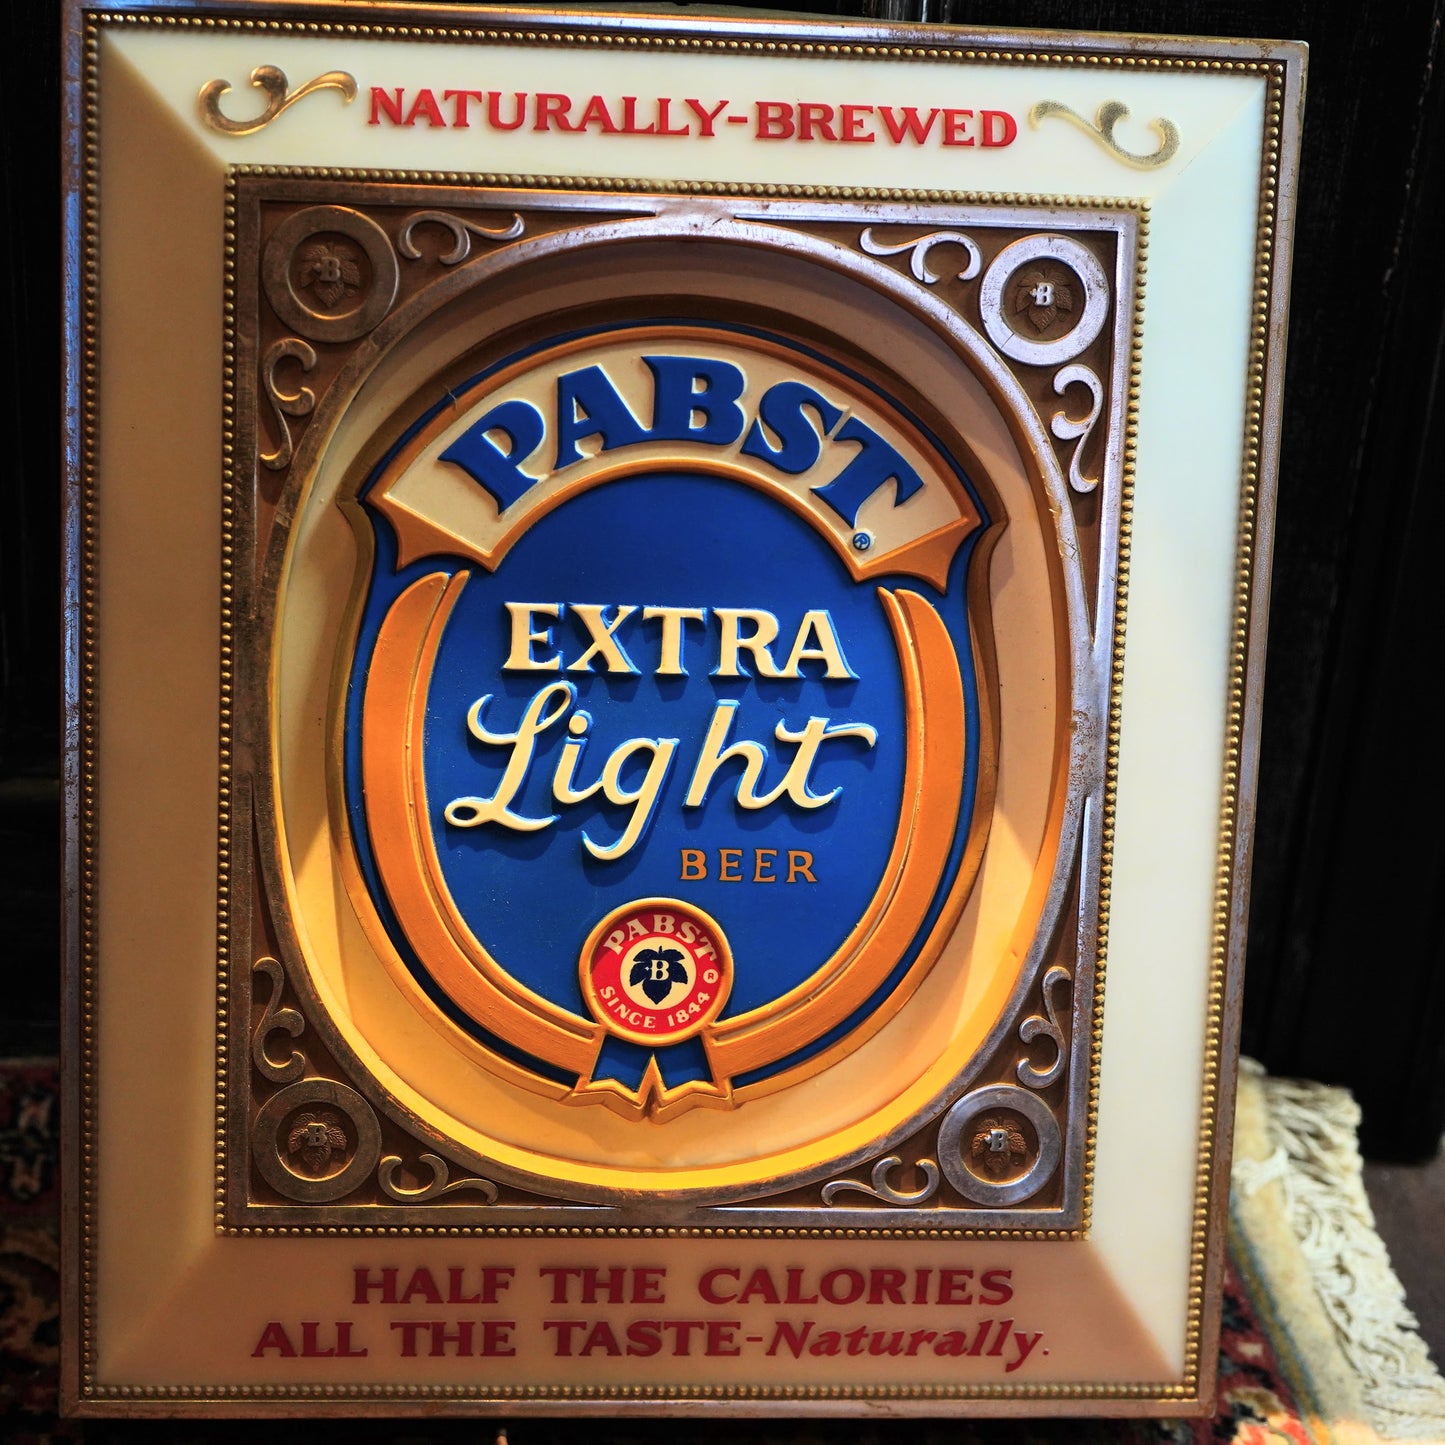 NATURALLY-BREWED
B
B
PABST®
EXTRA
Light
BEER
PABST®
B
SINCE 1844
B
B
HALF THE CALORIES
ALL THE TASTE-Naturally.